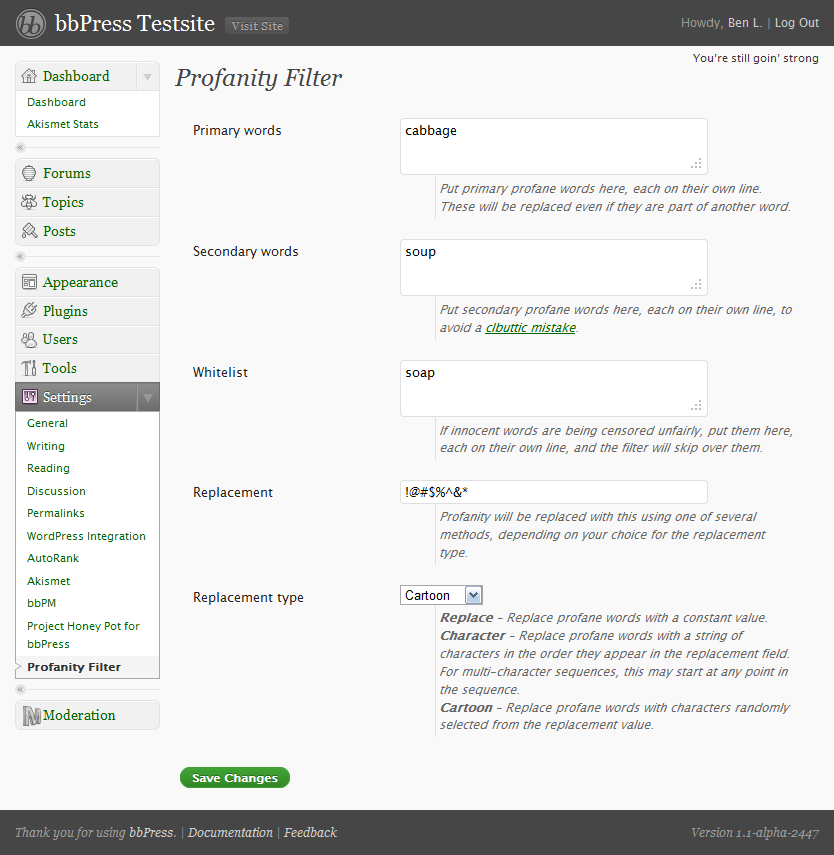 bb bbPress Testsite Visit Site Howdy, Ben L. | Log Out
You're still goin' strong
Dashboard
Dashboard
Akismet Stats
«
Forums
Topics
Posts
«
Appearance
Plugins
Users
Tools
Settings
General
Writing
Reading
Discussion
Permalinks
WordPress Integration
AutoRank
Akismet
bbPM
Project Honey Pot for
bbPress
Profanity Filter
«
Moderation
Profanity Filter
Primary words
cabbage
Put primary profane words here, each on their own line.
These will be replaced even if they are part of another word.
Secondary words
soup
Put secondary profane words here, each on their own line, to
avoid a clbuttic mistake.
Whitelist
soap
If innocent words are being censored unfairly, put them here,
each on their own line, and the filter will skip over them.
Replacement
!@#$%^&*
Profanity will be replaced with this using one of several
methods, depending on your choice for the replacement
type.
Replacement type
Cartoon
Replace - Replace profane words with a constant value.
Character - Replace profane words with a string of
characters in the order they appear in the replacement field.
For multi-character sequences, this may start at any point in
the sequence.
Cartoon - Replace profane words with characters randomly
selected from the replacement value.
Save Changes
Thank you for using bbPress. | Documentation | Feedback Version 1.1-alpha-2447